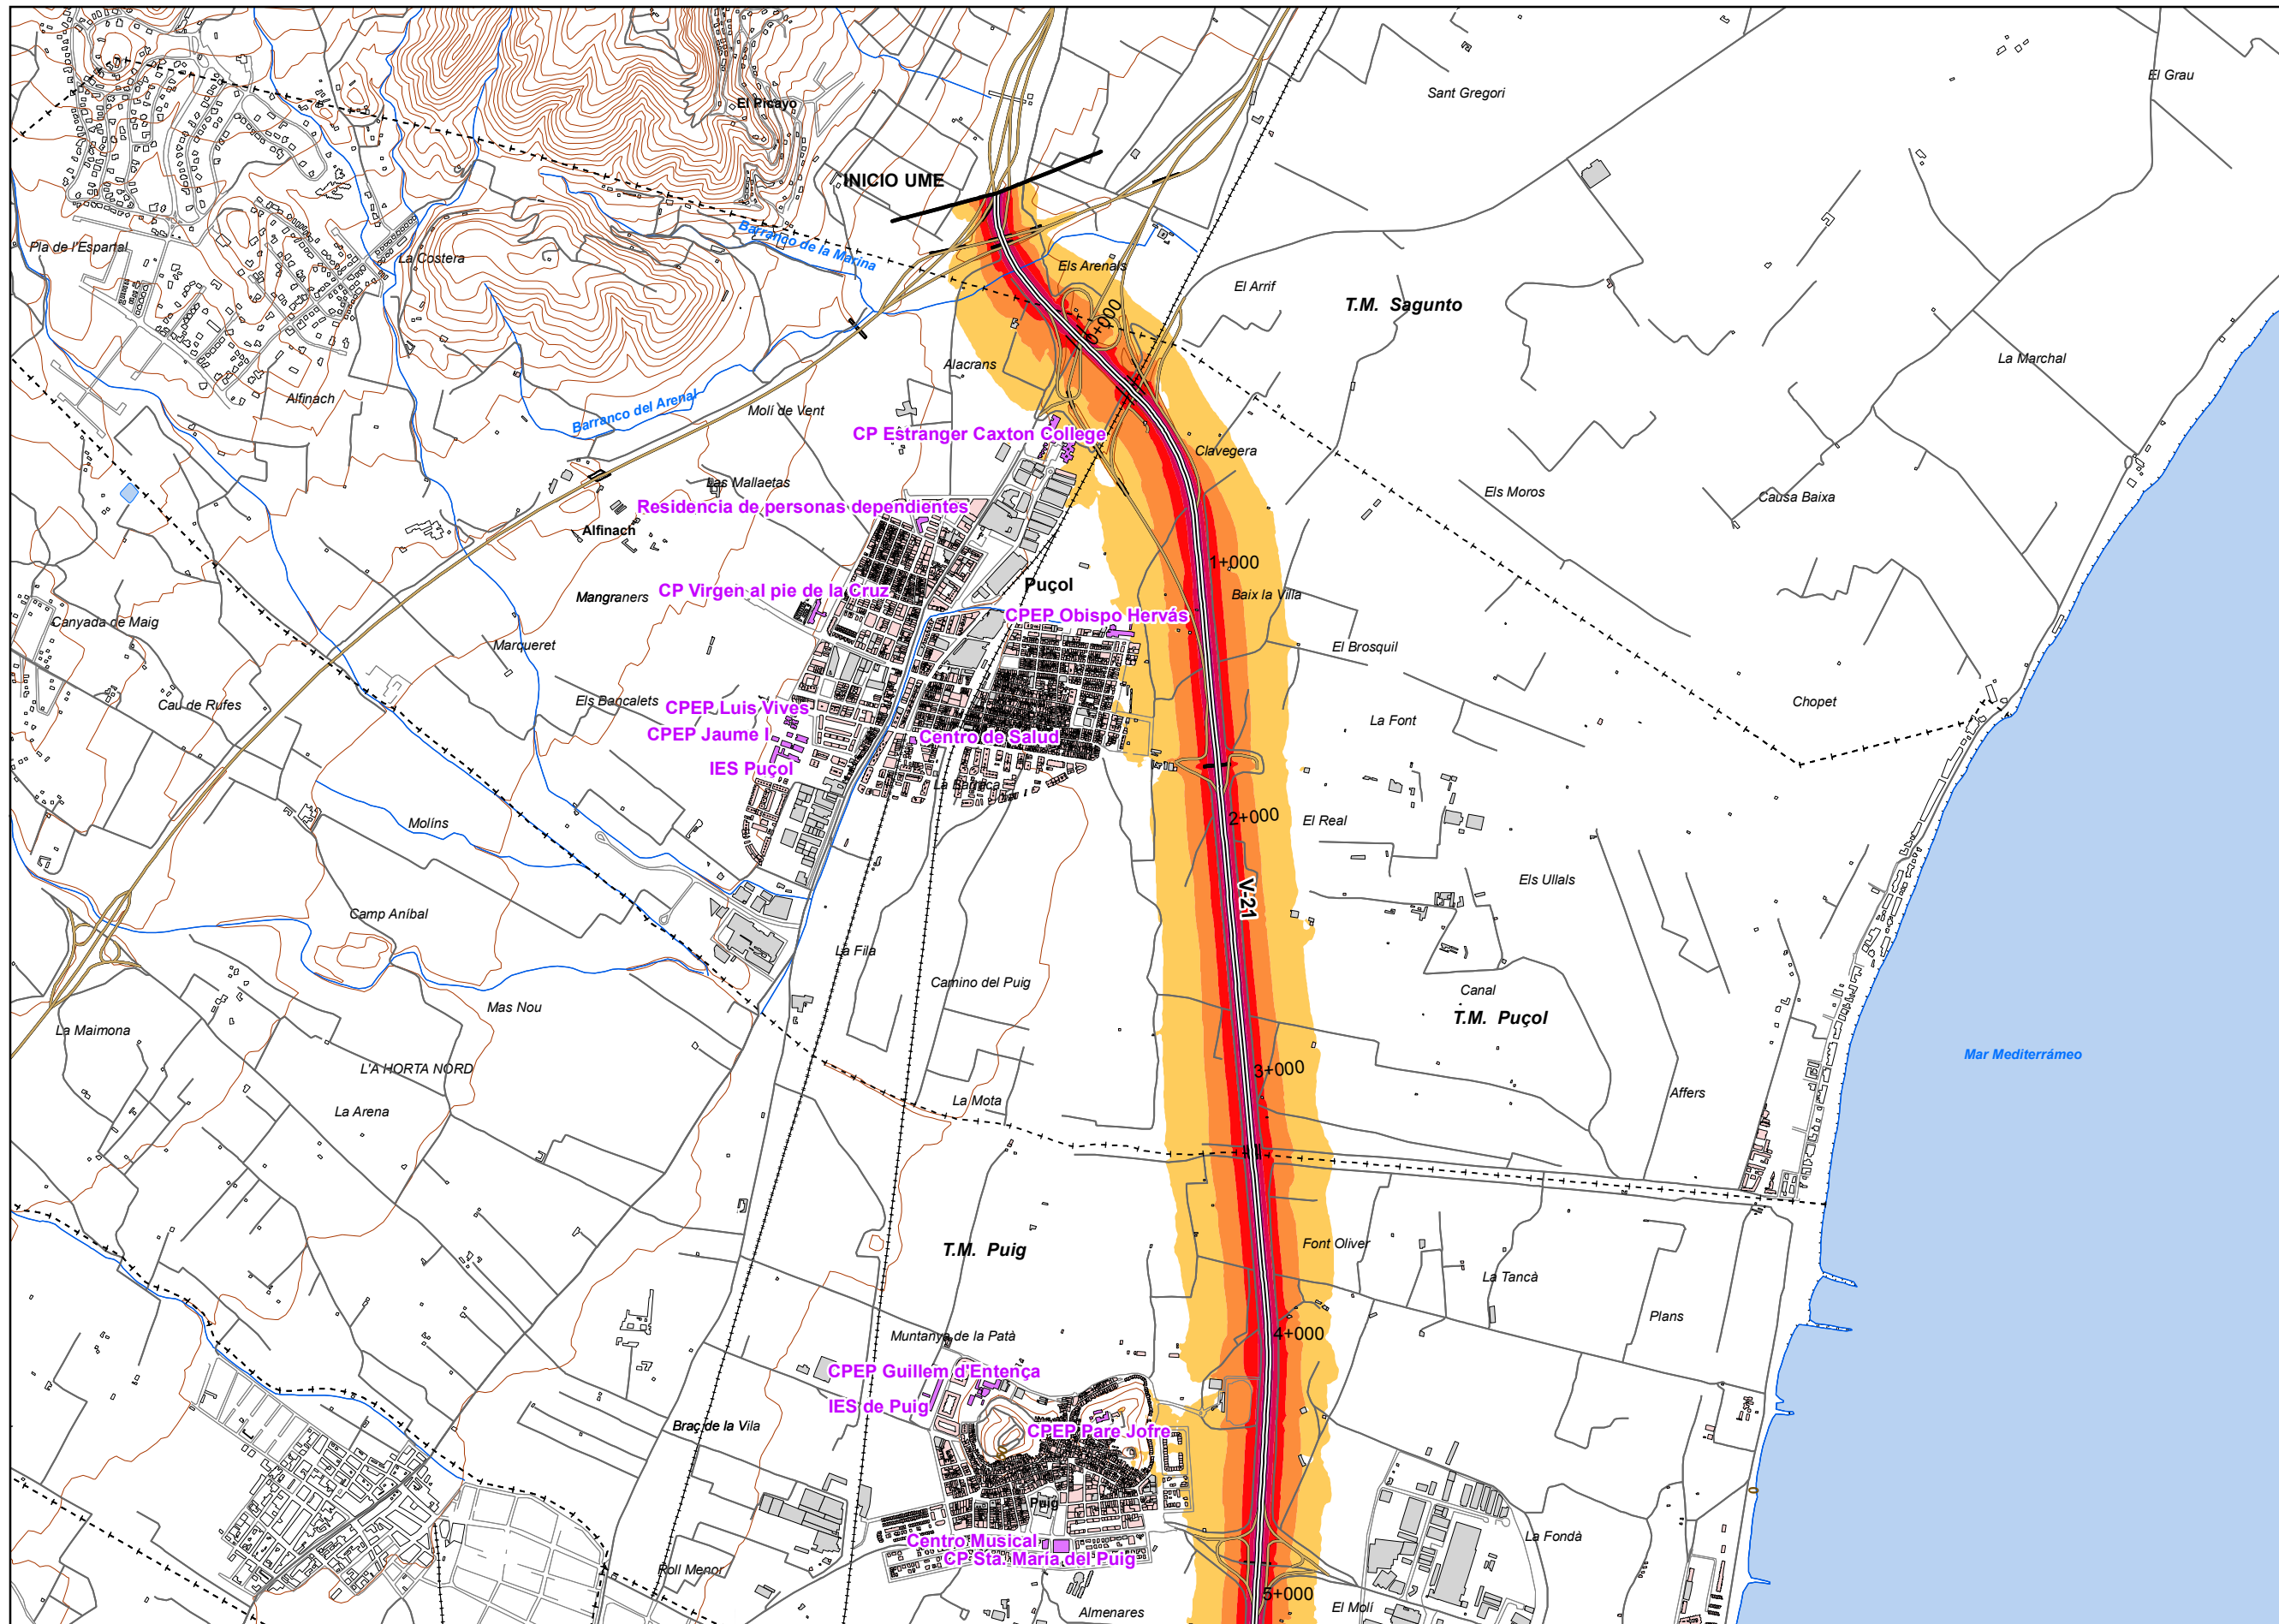 El Grau
Sant Gregori
El Picayo
INICIO UME
Pla de l'Espartal
La Costera
Barranco de la Marina
Els Arenals
El Arrif
T.M. Sagunto
0+000
La Marchal
Alacrans
Alfinach
Barranco del Arenal
Molí de Vent
CP Estranger Caxton College
Clavegera
Las Mallaetas
Els Moros
Causa Baixa
Residencia de personas dependientes
Alfinach
1+000
Puçol
CP Virgen al pie de la Cruz
Mangraners
Baix la Villa
CPEP Obispo Hervás
Canyada de Maig
Marqueret
El Brosquil
Cau de Rufes
Els Bancalets
CPEP Luis Vives
Chopet
La Font
CPEP Jaume I
Centro de Salud
IES Puçol
La Barraca
2+000
El Real
Molíns
V-21
Els Ullals
Camp Aníbal
La Fila
Camino del Puig
Canal
Mas Nou
T.M. Puçol
La Maimona
Mar Mediterrámeo
L'A HORTA NORD
3+000
Affers
La Mota
La Arena
T.M. Puig
Font Oliver
La Tancà
Plans
Muntanya de la Patà
4+000
CPEP Guillem d'Entença
IES de Puig
Braç de la Vila
CPEP Pare Jofre
Puig
La Fondà
Centro Musical
CP Sta. María del Puig
Roll Menor
5+000
El Molí
Almenares